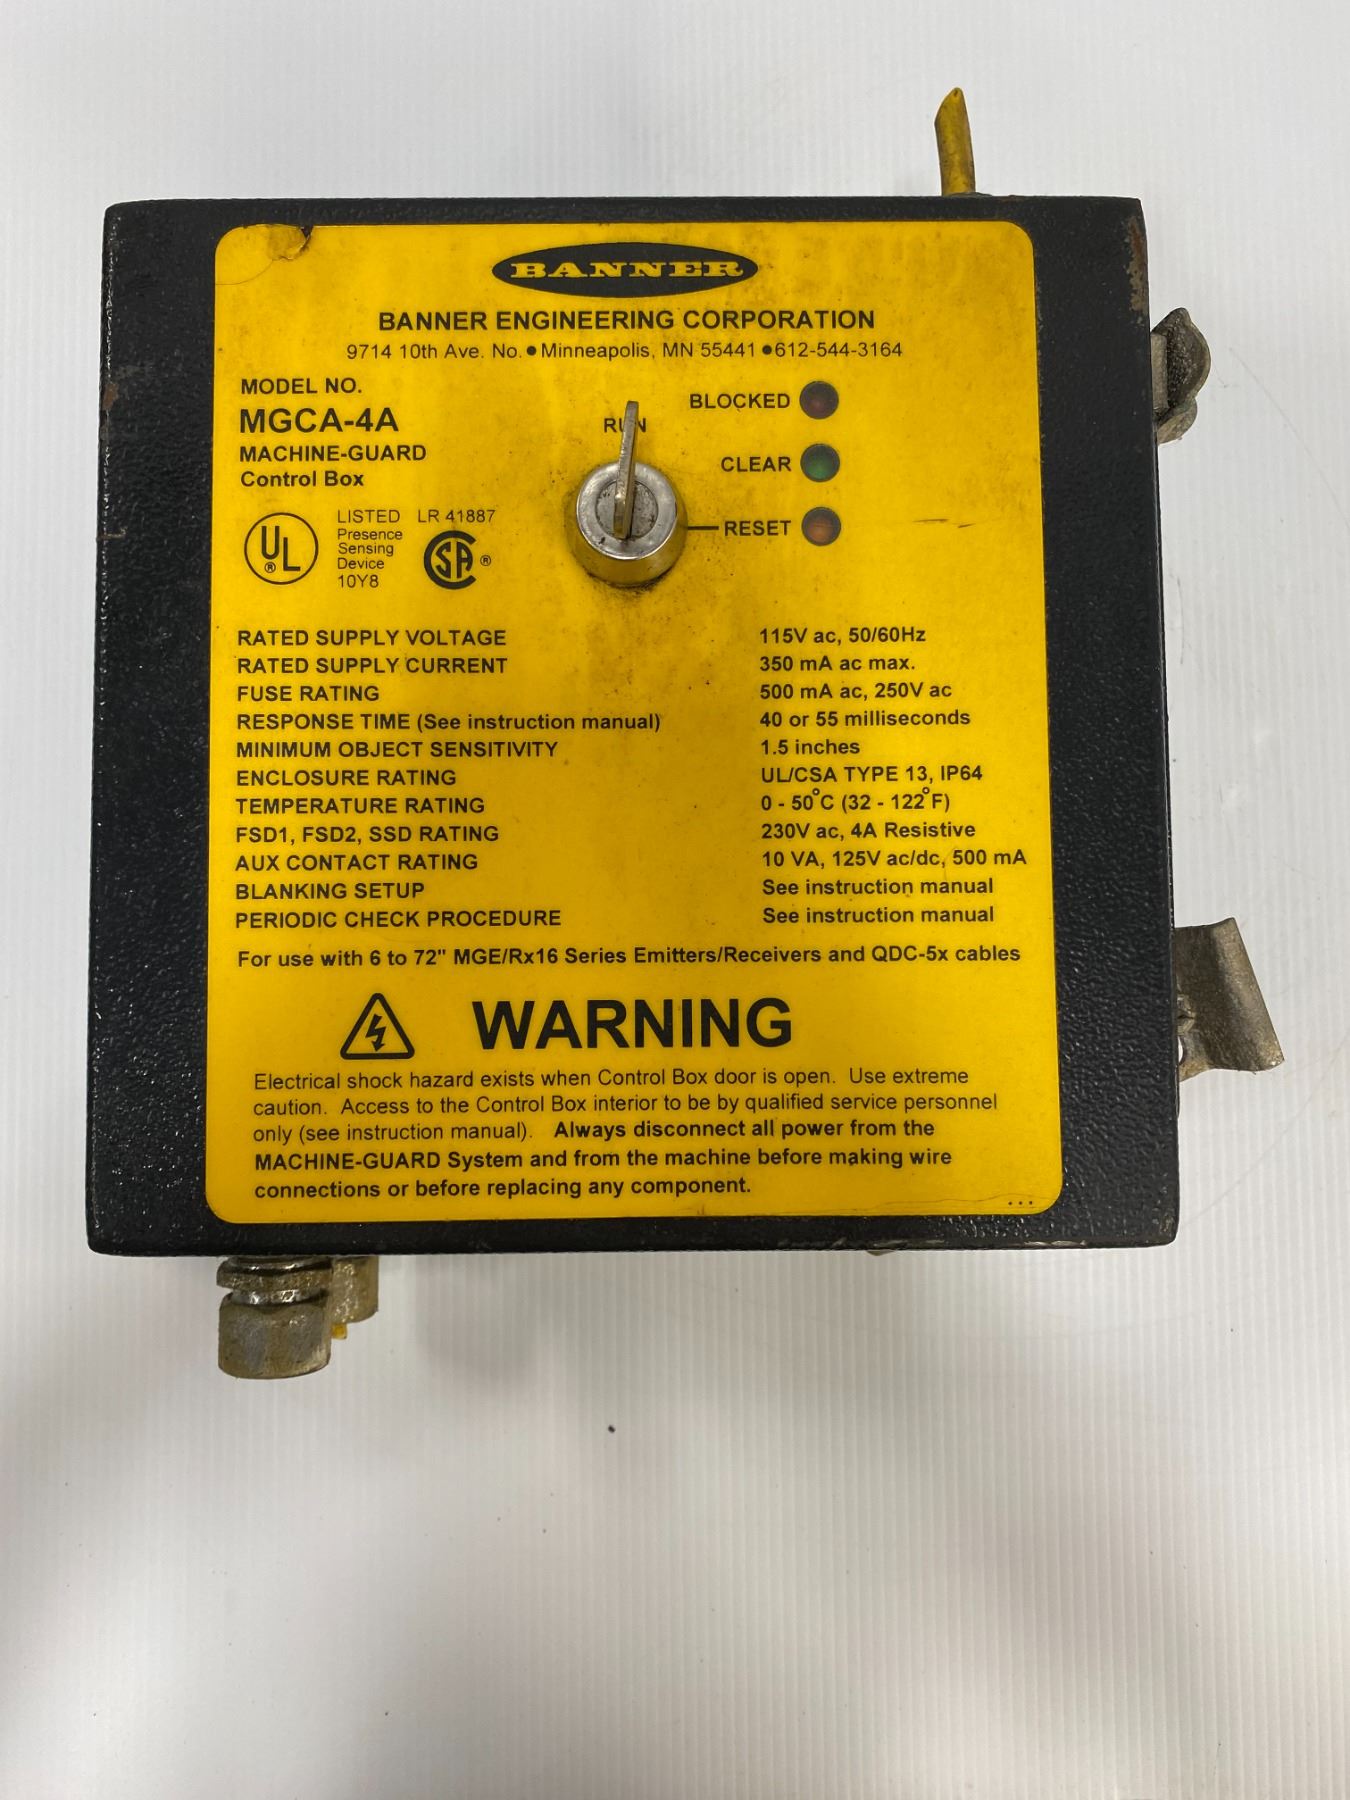 BANNER
BANNER ENGINEERING CORPORATION
9714 10th Ave. No. ● Minneapolis, MN 55441 ● 612-544-3164
MODEL NO.
MGCA-4A
MACHINE-GUARD
Control Box
RUN
BLOCKED
CLEAR
RESET
UL ®
LISTED LR 41887
Presence
Sensing
Device
10Y8
SA ®
RATED SUPPLY VOLTAGE 115V ac, 50/60Hz
RATED SUPPLY CURRENT 350 mA ac max.
FUSE RATING 500 mA ac, 250V ac
RESPONSE TIME (See instruction manual) 40 or 55 milliseconds
MINIMUM OBJECT SENSITIVITY 1.5 inches
ENCLOSURE RATING UL/CSA TYPE 13, IP64
TEMPERATURE RATING 0 - 50°C (32 - 122°F)
FSD1, FSD2, SSD RATING 230V ac, 4A Resistive
AUX CONTACT RATING 10 VA, 125V ac/dc, 500 mA
BLANKING SETUP See instruction manual
PERIODIC CHECK PROCEDURE See instruction manual
For use with 6 to 72" MGE/Rx16 Series Emitters/Receivers and QDC-5x cables
WARNING
Electrical shock hazard exists when Control Box door is open. Use extreme
caution. Access to the Control Box interior to be by qualified service personnel
only (see instruction manual). Always disconnect all power from the
MACHINE-GUARD System and from the machine before making wire
connections or before replacing any component.